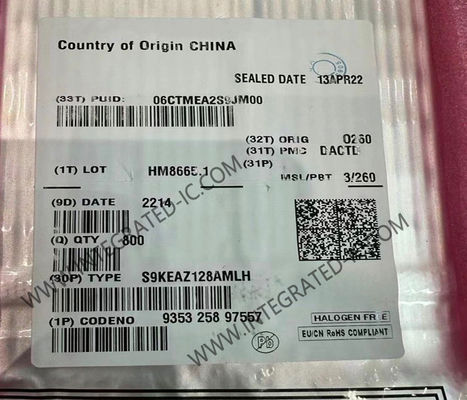 Country of Origin CHINA
SEALED DATE 13APR22
(33T) PUID: 06CTMEA2S9JM00
(32T) ORIG 0260
(31T) PMC DACTE
(31P)
(1T) LOT HM8665.1
MSL/PBT 3/260
(9D) DATE 2214
(Q) QTY 800
(30P) TYPE S9KEAZ128AMLH
(1P) CODENO 9353 258 97557
Pb
HALOGEN FREE
EU/CN RoHS COMPLIANT
WWW.INTEGRATED-IC.COM
WWW.INTEGRATED-IC.COM